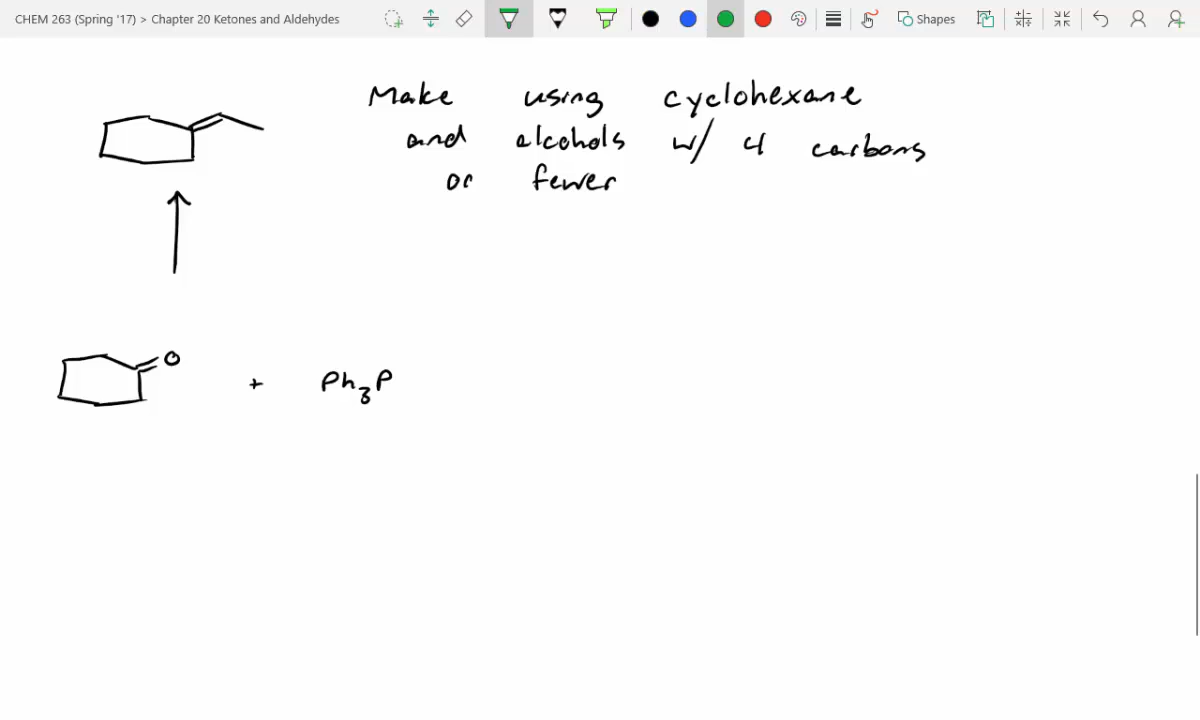 CHEM 263 (Spring '17) > Chapter 20 Ketones and Aldehydes
Shapes
Make using cyclohexane
and alcohols w/ 4 carbons
or fewer
O
+ Ph3P